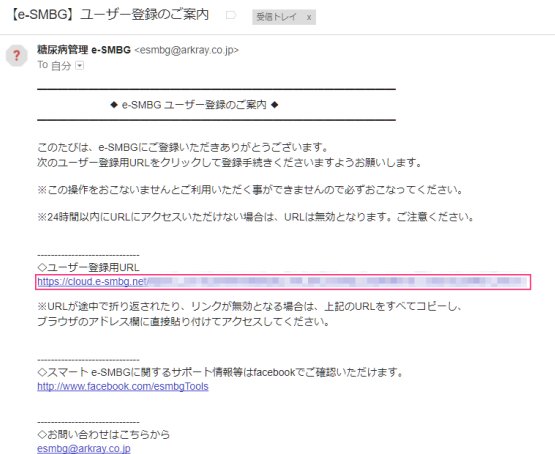 【e-SMBG】ユーザー登録のご案内
受信トレイ x
?
糖尿病管理 e-SMBG <esmbg@arkray.co.jp>
To 自分
◆ e-SMBG ユーザー登録のご案内 ◆
このたびは、e-SMBGにご登録いただきありがとうございます。
次のユーザー登録用URLをクリックして登録手続きくださいますようお願いします。
※この操作をおこないませんとご利用いただく事ができませんので必ずおこなってください。
※24時間以内にURLにアクセスいただけない場合は、URLは無効となります。ご注意ください。
------------------------------
◇ユーザー登録用URL
https://cloud.e-smbg.net/
※URLが途中で折り返されたり、リンクが無効となる場合は、上記のURLをすべてコピーし、
ブラウザのアドレス欄に直接貼り付けてアクセスしてください。
------------------------------
◇スマート e-SMBGに関するサポート情報等はfacebookでご確認いただけます。
http://www.facebook.com/esmbgTools
------------------------------
◇お問い合わせはこちらから
esmbg@arkray.co.jp